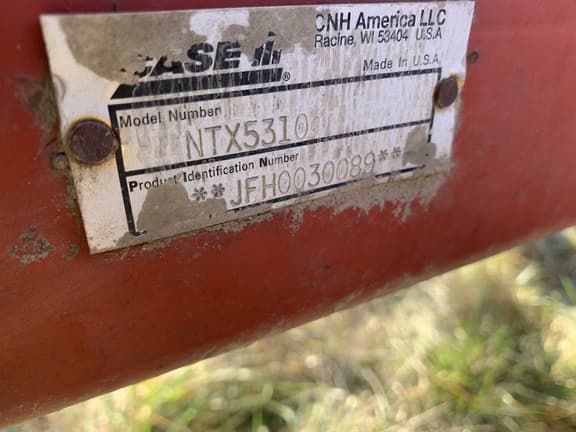 CNH America LLC
Racine, WI 53404 U.S.A
CASE IH ®
Made In U.S.A.
Model Number
NTX5310
Product Identification Number
**JFH0030089**